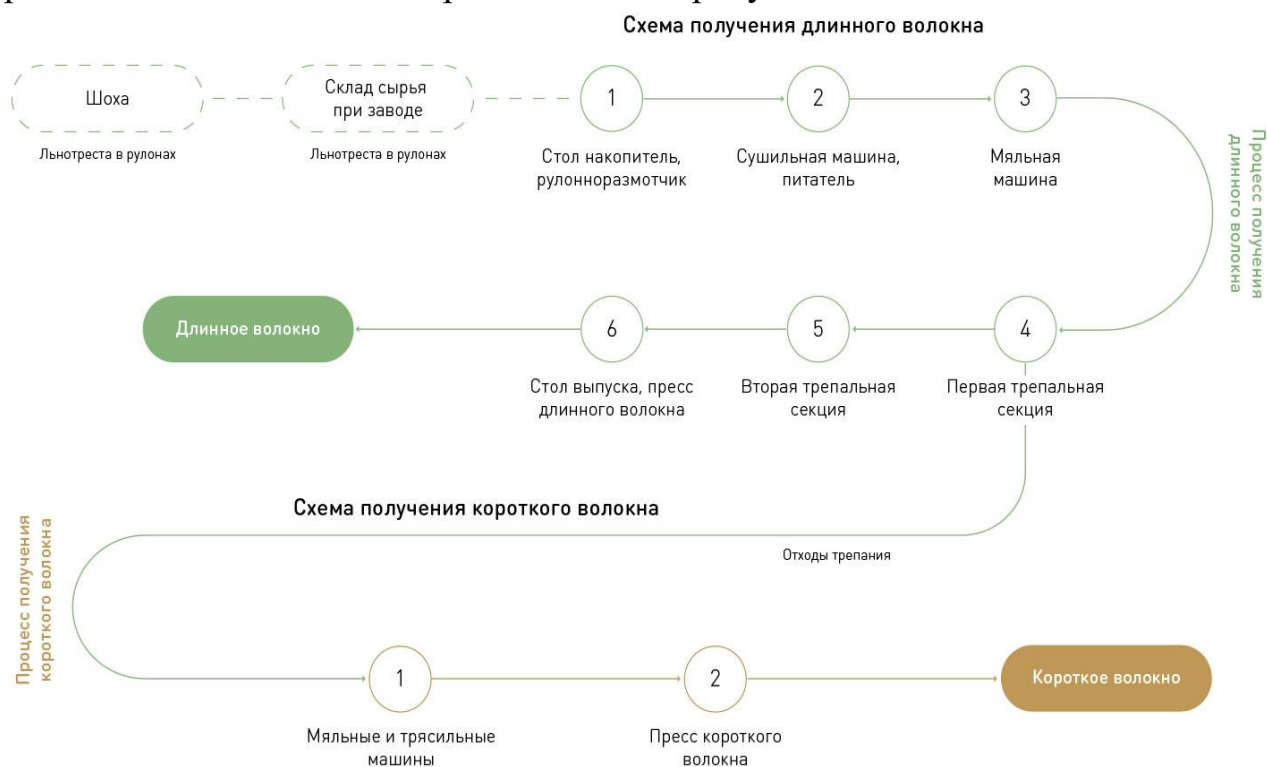 Схема получения длинного волокна
Шоха
Склад сырья
при заводе
1
2
3
Льнотреста в рулонах
Льнотреста в рулонах
Стол накопитель,
рулонноразмотчик
Сушильная машина,
питатель
Мяльная
машина
Процесс получения
длинного волокна
Длинное волокно
6
5
4
Стол выпуска, пресс
длинного волокна
Вторая трепальная
секция
Первая трепальная
секция
Схема получения короткого волокна
Отходы трепания
Процесс получения
короткого волокна
1
2
Короткое волокно
Мяльные и трясильные
машины
Пресс короткого
волокна